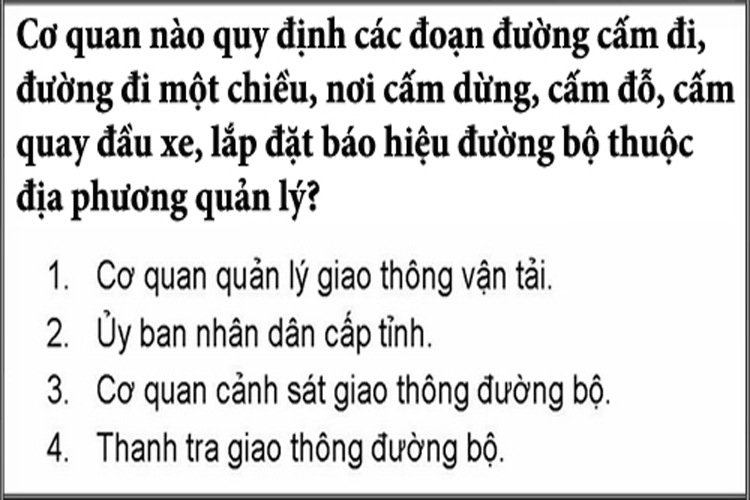 Cơ quan nào quy định các đoạn đường cấm đi,
đường đi một chiều, nơi cấm dừng, cấm đỗ, cấm
quay đầu xe, lắp đặt báo hiệu đường bộ thuộc
địa phương quản lý?
1. Cơ quan quản lý giao thông vận tải.
2. Ủy ban nhân dân cấp tỉnh.
3. Cơ quan cảnh sát giao thông đường bộ.
4. Thanh tra giao thông đường bộ.